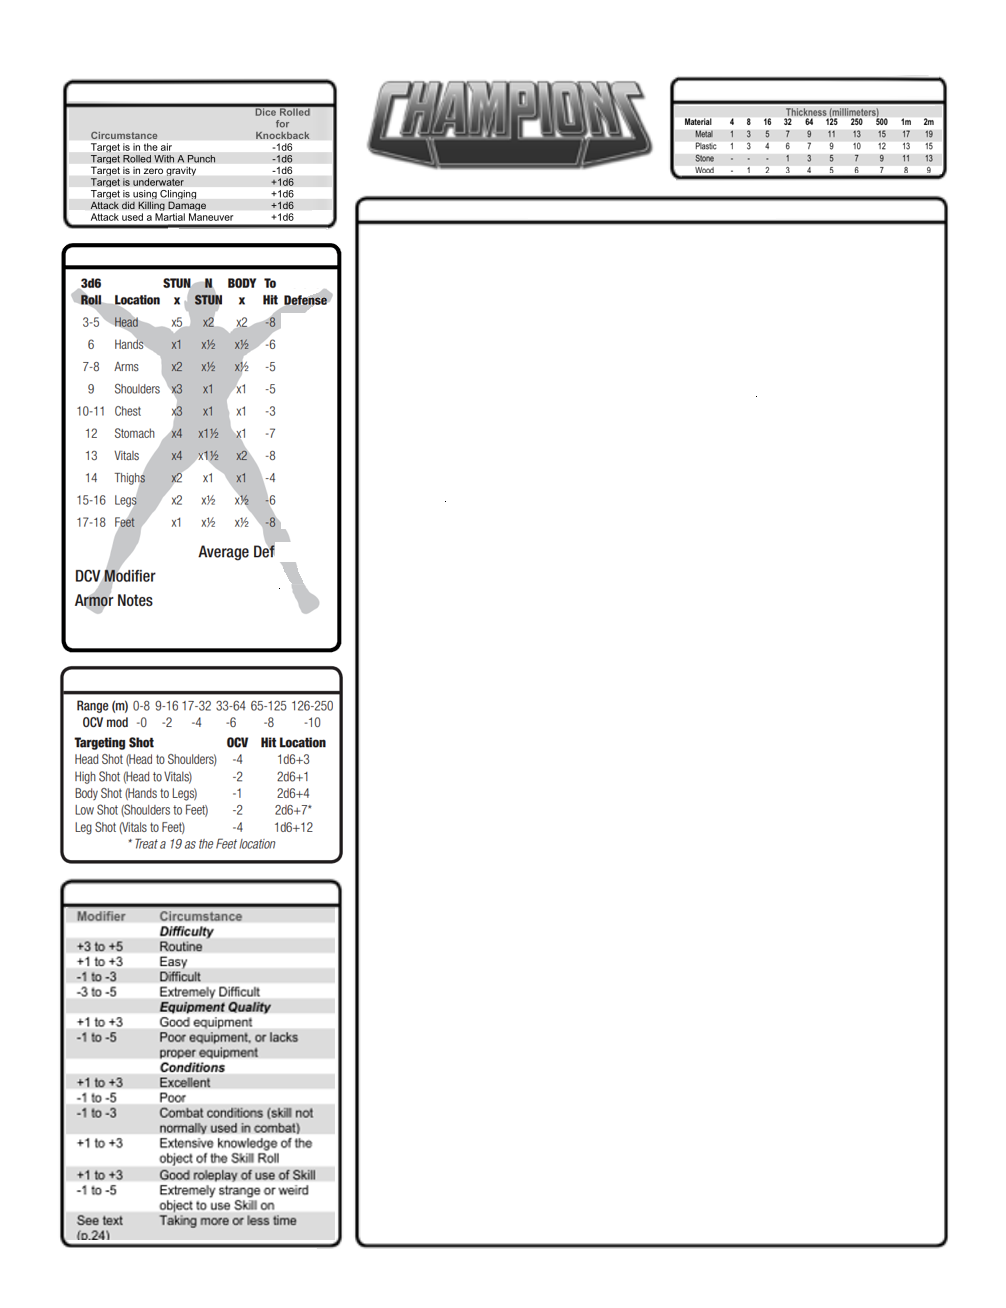 Dice Rolled
for
Circumstance Knockback
Target is in the air -1d6
Target Rolled With A Punch -1d6
Target is in zero gravity -1d6
Target is underwater +1d6
Target is using Clinging +1d6
Attack did Killing Damage +1d6
Attack used a Martial Maneuver +1d6
CHAMPIONS
Thickness (millimeters)
Material 4 8 16 32 64 125 250 500 1m 2m
Metal 1 3 5 7 9 11 13 15 17 19
Plastic 1 3 4 6 7 9 10 12 13 15
Stone - - - 1 3 5 7 9 11 13
Wood - 1 2 3 4 5 6 7 8 9
3d6 STUN N BODY To
Roll Location x STUN x Hit Defense
3-5 Head x5 x2 x2 -8
6 Hands x1 x½ x½ -6
7-8 Arms x2 x½ x½ -5
9 Shoulders x3 x1 x1 -5
10-11 Chest x3 x1 x1 -3
12 Stomach x4 x1½ x1 -7
13 Vitals x4 x1½ x2 -8
14 Thighs x2 x1 x1 -4
15-16 Legs x2 x½ x½ -6
17-18 Feet x1 x½ x½ -8
Average Def
DCV Modifier
Armor Notes
Range (m) 0-8 9-16 17-32 33-64 65-125 126-250
OCV mod -0 -2 -4 -6 -8 -10
Targeting Shot OCV Hit Location
Head Shot (Head to Shoulders) -4 1d6+3
High Shot (Head to Vitals) -2 2d6+1
Body Shot (Hands to Legs) -1 2d6+4
Low Shot (Shoulders to Feet) -2 2d6+7*
Leg Shot (Vitals to Feet) -4 1d6+12
* Treat a 19 as the Feet location
Modifier Circumstance
Difficulty
+3 to +5 Routine
+1 to +3 Easy
-1 to -3 Difficult
-3 to -5 Extremely Difficult
Equipment Quality
+1 to +3 Good equipment
-1 to -5 Poor equipment, or lacks
proper equipment
Conditions
+1 to +3 Excellent
-1 to -5 Poor
-1 to -3 Combat conditions (skill not
normally used in combat)
+1 to +3 Extensive knowledge of the
object of the Skill Roll
+1 to +3 Good roleplay of use of Skill
-1 to -5 Extremely strange or weird
object to use Skill on
See text Taking more or less time
(p.24)